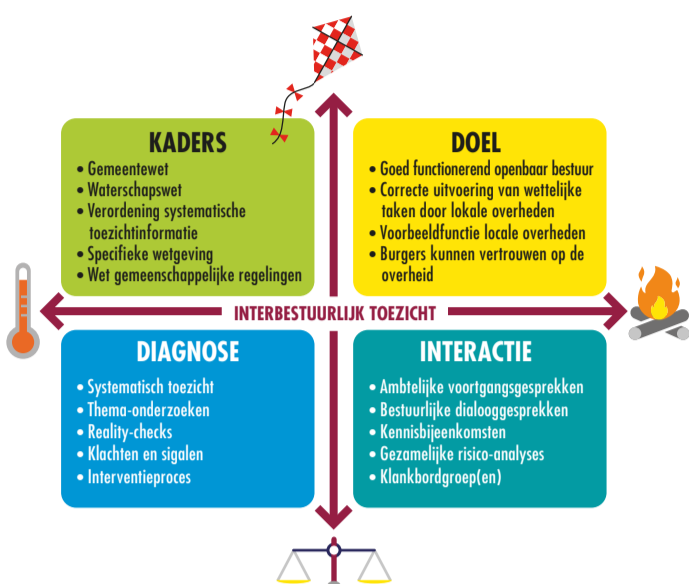 KADERS
• Gemeentewet
• Waterschapswet
• Verordening systematische
toezichtinformatie
• Specifieke wetgeving
• Wet gemeenschappelijke regelingen
DOEL
• Goed functionerend openbaar bestuur
• Correcte uitvoering van wettelijke
taken door lokale overheden
• Voorbeeldfunctie locale overheden
• Burgers kunnen vertrouwen op de
overheid
INTERBESTUURLIJK TOEZICHT
DIAGNOSE
• Systematisch toezicht
• Thema-onderzoeken
• Reality-checks
• Klachten en sigalen
• Interventieproces
INTERACTIE
• Ambtelijke voortgangsgesprekken
• Bestuurlijke dialooggesprekken
• Kennisbijeenkomsten
• Gezamelijke risico-analyses
• Klankbordgroep(en)